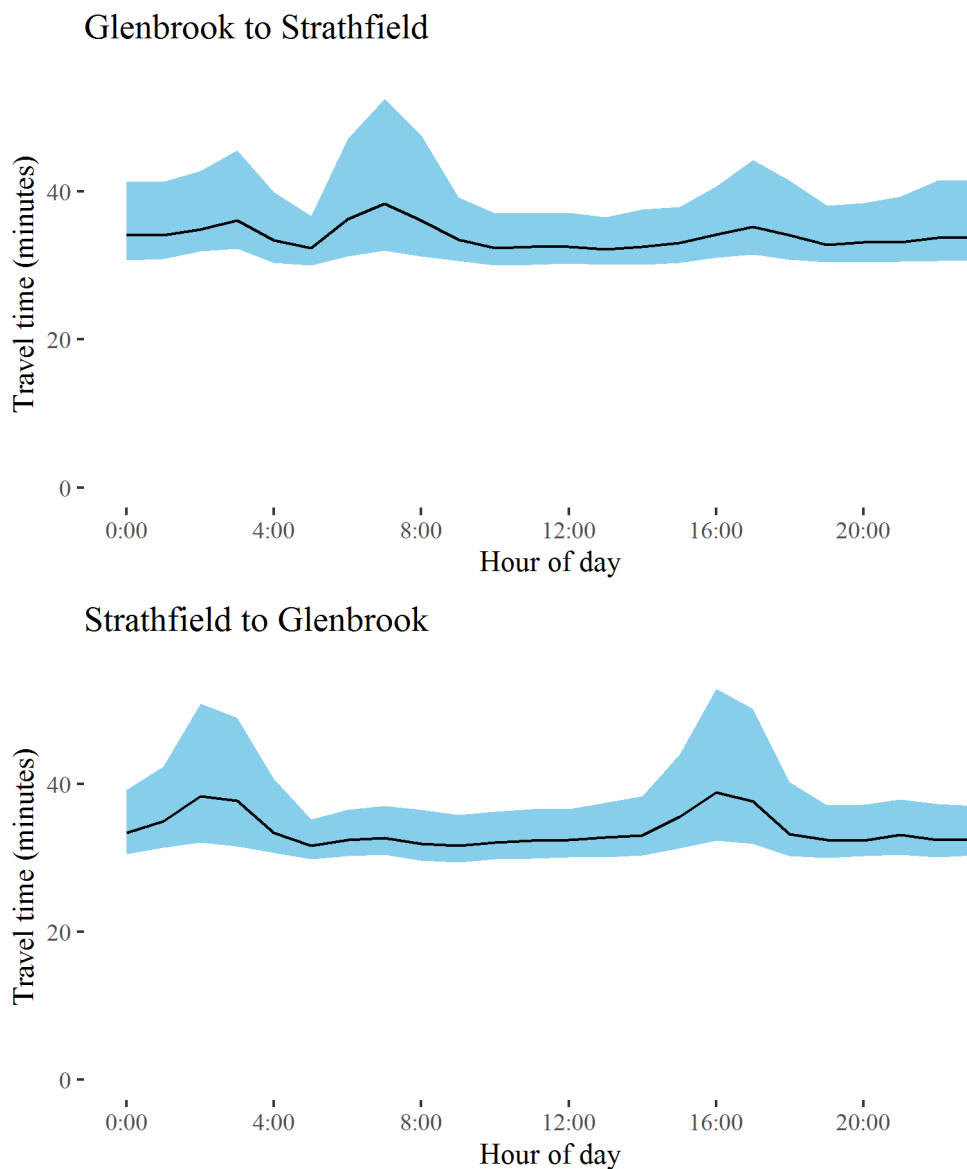 Glenbrook to Strathfield
Travel time (minutes)
40
20
0
0:00 4:00 8:00 12:00 16:00 20:00
Hour of day
Strathfield to Glenbrook
Travel time (minutes)
40
20
0
0:00 4:00 8:00 12:00 16:00 20:00
Hour of day